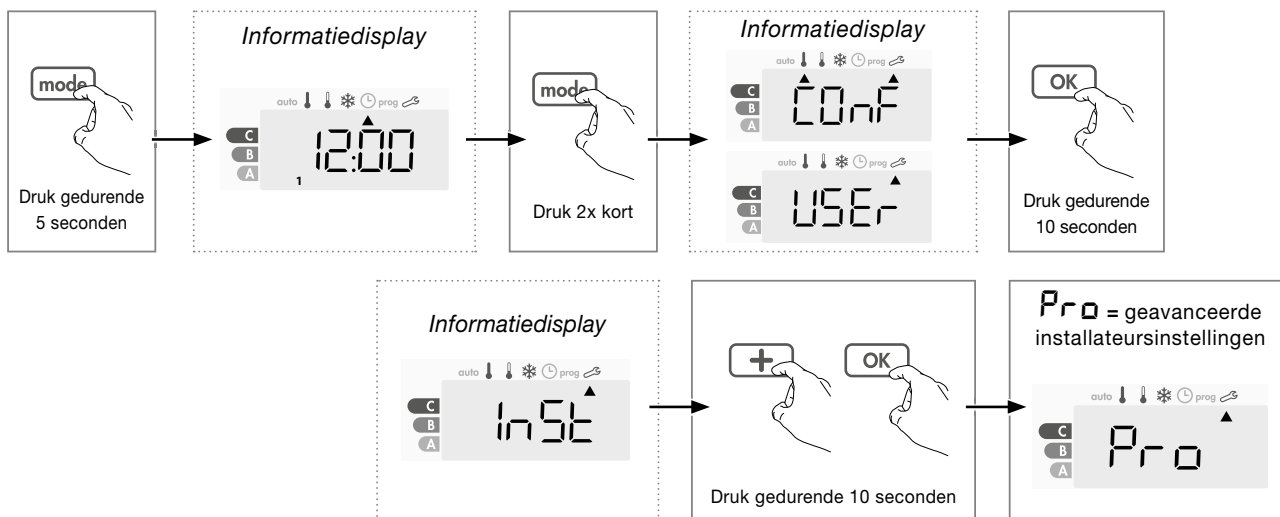 mode
Druk gedurende
5 seconden
Informatiedisplay
auto prog
C
B
A
12:00
1
mode
Druk 2x kort
Informatiedisplay
auto prog
C
B
A
COnF
auto prog
C
B
A
USEr
OK
Druk gedurende
10 seconden
Informatiedisplay
auto prog
C
B
A
InSt
+
OK
Druk gedurende 10 seconden
Pro = geavanceerde
installateursinstellingen
auto prog
C
B
A
Pro